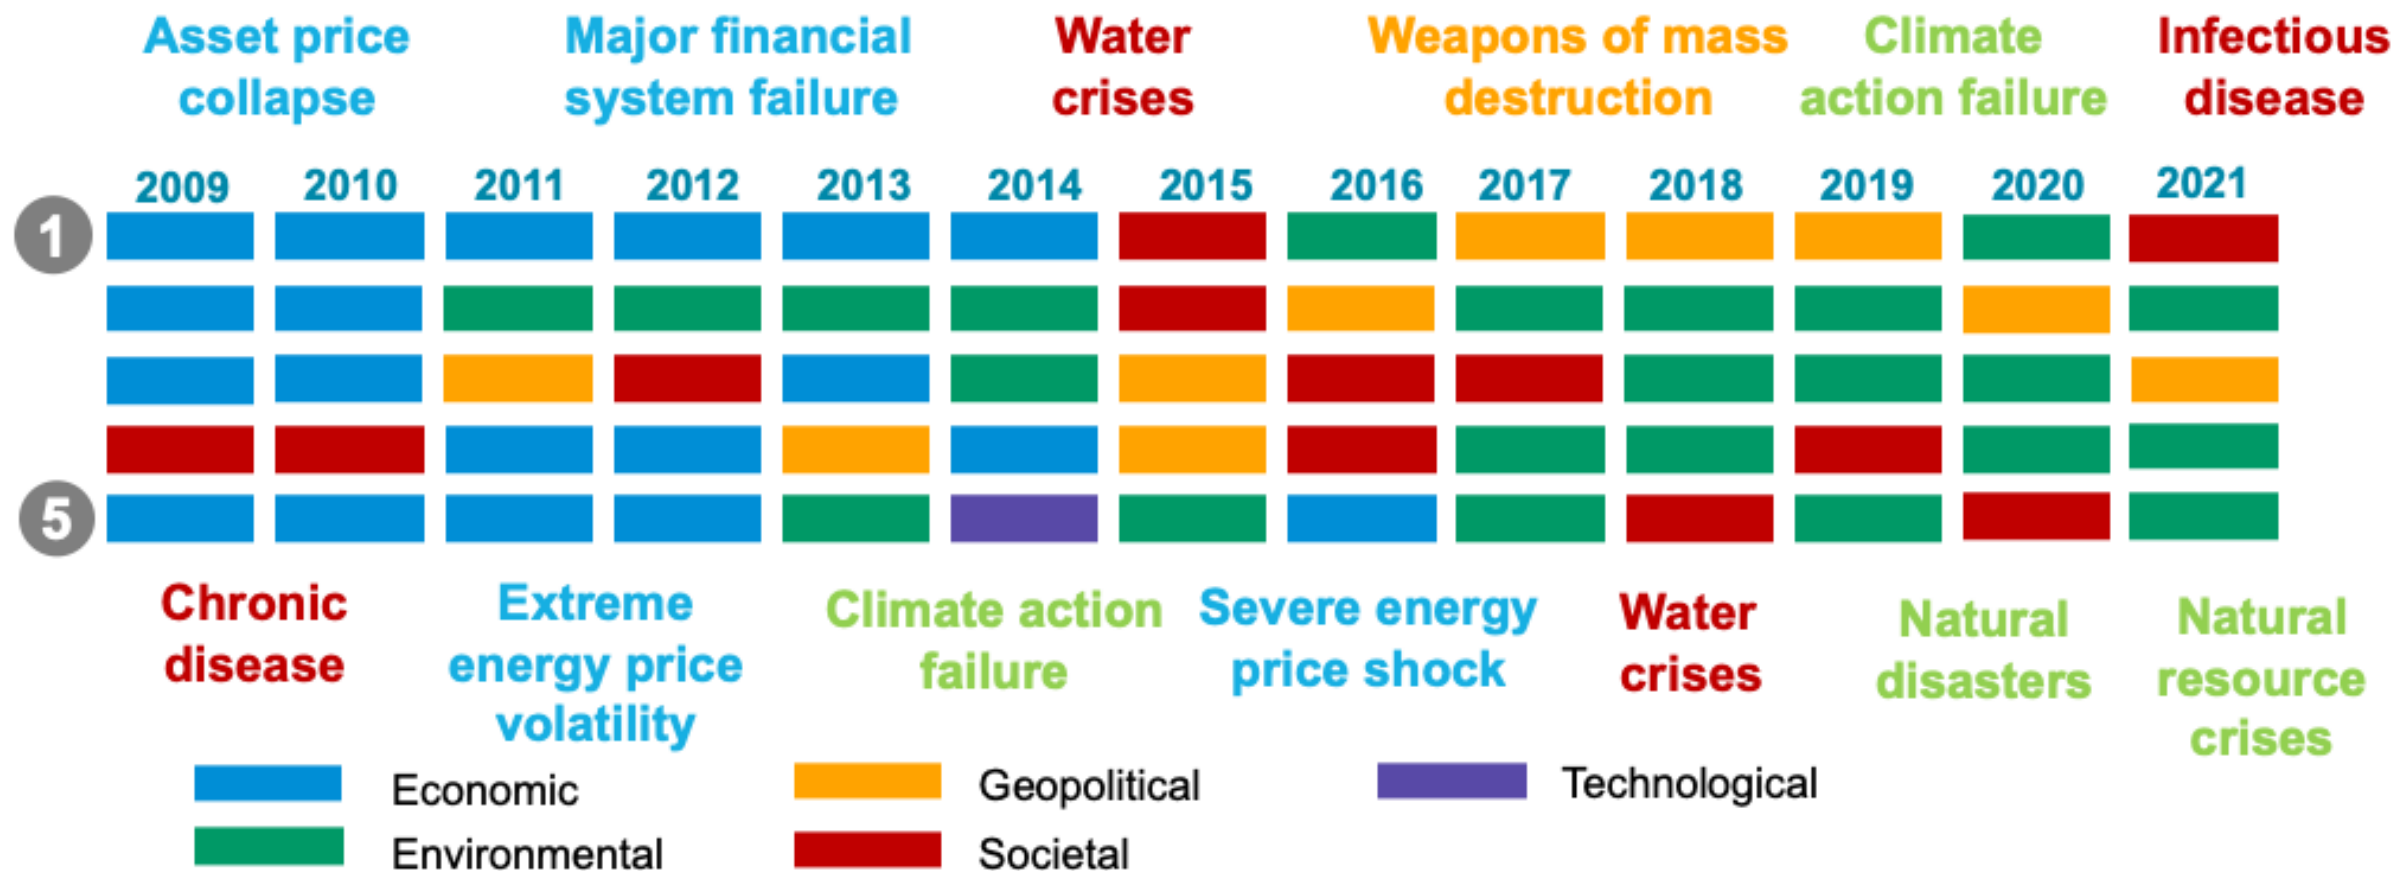 Asset price
collapse
Major financial
system failure
Water
crises
Weapons of mass
destruction
Climate
action failure
Infectious
disease
2009 2010 2011 2012 2013 2014 2015 2016 2017 2018 2019 2020 2021
1
5
Chronic
disease
Extreme
energy price
volatility
Climate action
failure
Severe energy
price shock
Water
crises
Natural
disasters
Natural
resource
crises
Economic
Geopolitical
Technological
Environmental
Societal